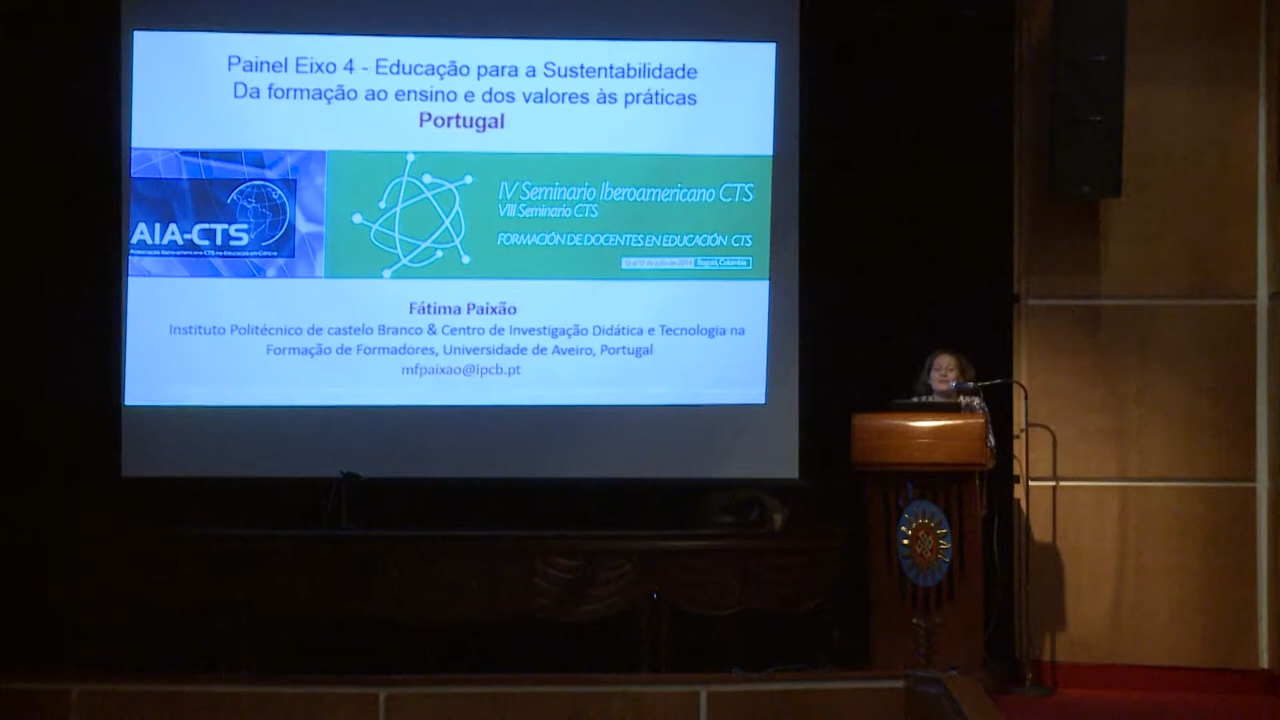 Painel Eixo 4 - Educação para a Sustentabilidade
Da formação ao ensino e dos valores às práticas
Portugal
AIA-CTS
IV Seminario Iberoamericano CTS
VIII Seminario CTS
FORMACIÓN DE DOCENTES EN EDUCACIÓN CTS
Bogotá, Colombia
Fátima Paixão
Instituto Politécnico de castelo Branco & Centro de Investigação Didática e Tecnologia na
Formação de Formadores, Universidade de Aveiro, Portugal
mfpaixao@ipcb.pt